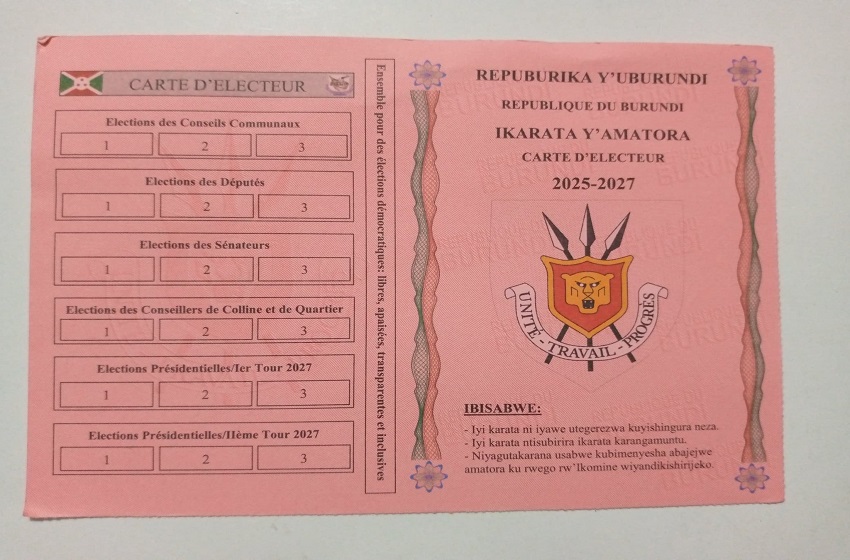 CARTE D'ELECTEUR
Elections des Conseils Communaux
1 2 3
Elections des Députés
1 2 3
Elections des Sénateurs
1 2 3
Elections des Conseillers de Colline et de Quartier
1 2 3
Elections Présidentielles/Ier Tour 2027
1 2 3
Elections Présidentielles/IIème Tour 2027
1 2 3
Ensemble pour des élections démocratiques: libres, apaisées, transparentes et inclusives
REPUBURIKA Y'UBURUNDI
REPUBLIQUE DU BURUNDI
IKARATA Y'AMATORA
CARTE D'ELECTEUR
2025-2027
UNITE - TRAVAIL - PROGRÈS
IBISABWE:
- Iyi karata ni iyawe utegerezwa kuyishingura neza.
- Iyi karata ntisubirira ikarata karangamuntu.
- Niyagutakarana usabwe kubimenyesha abajejwe
amatora ku rwego rw'Ikomine wiyandikishirijeko.